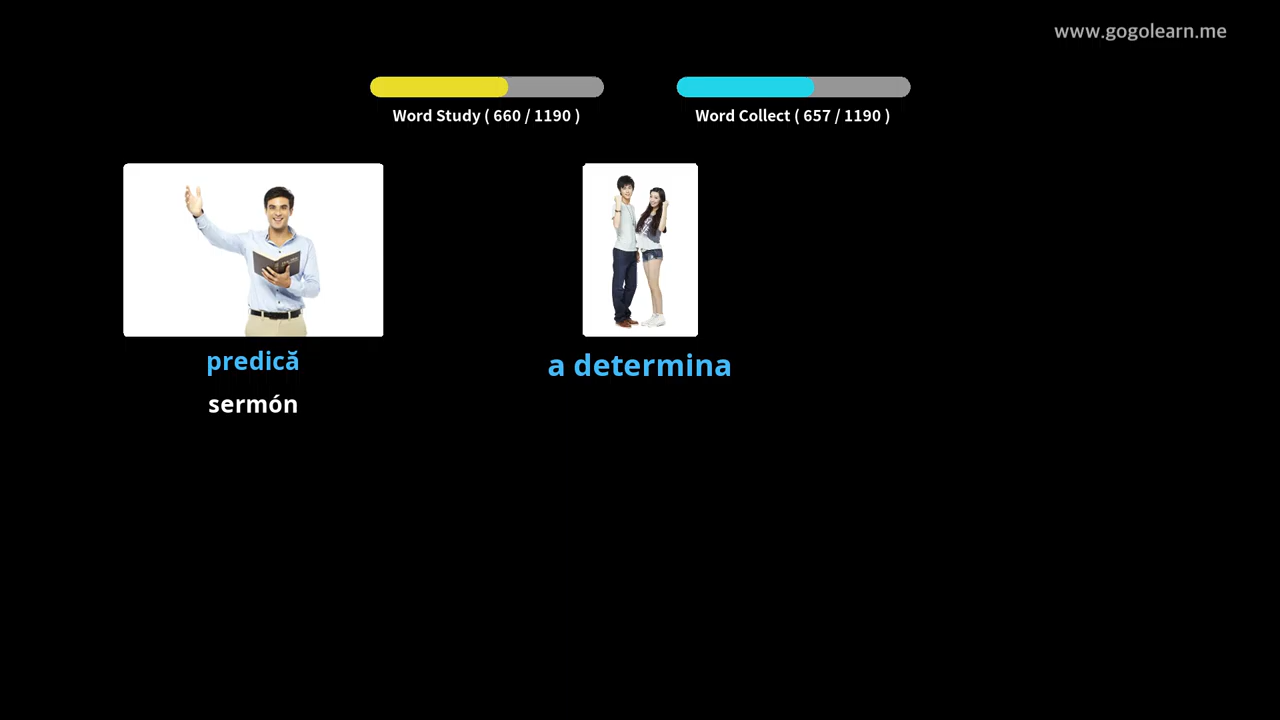 www.gogolearn.me
Word Study ( 660 / 1190 )
Word Collect ( 657 / 1190 )
predică
sermón
a determina